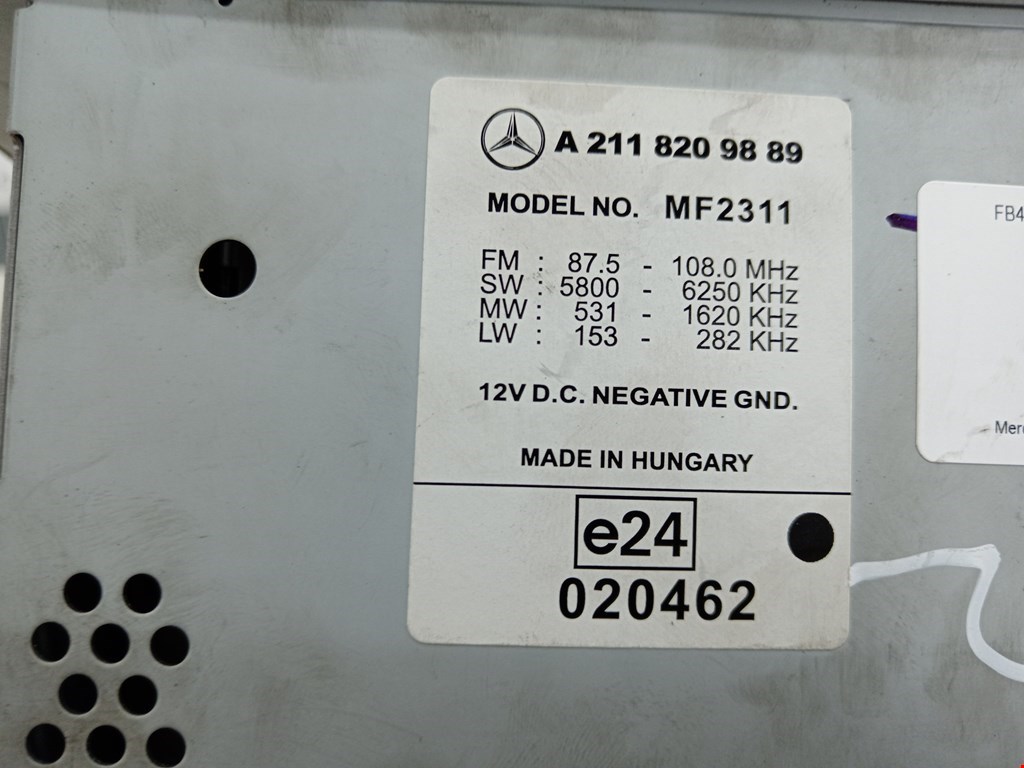 A 211 820 98 89
MODEL NO. MF2311
FM : 87.5 - 108.0 MHz
SW : 5800 - 6250 KHz
MW : 531 - 1620 KHz
LW : 153 - 282 KHz
12V D.C. NEGATIVE GND.
MADE IN HUNGARY
e24
020462
FB4
Merc